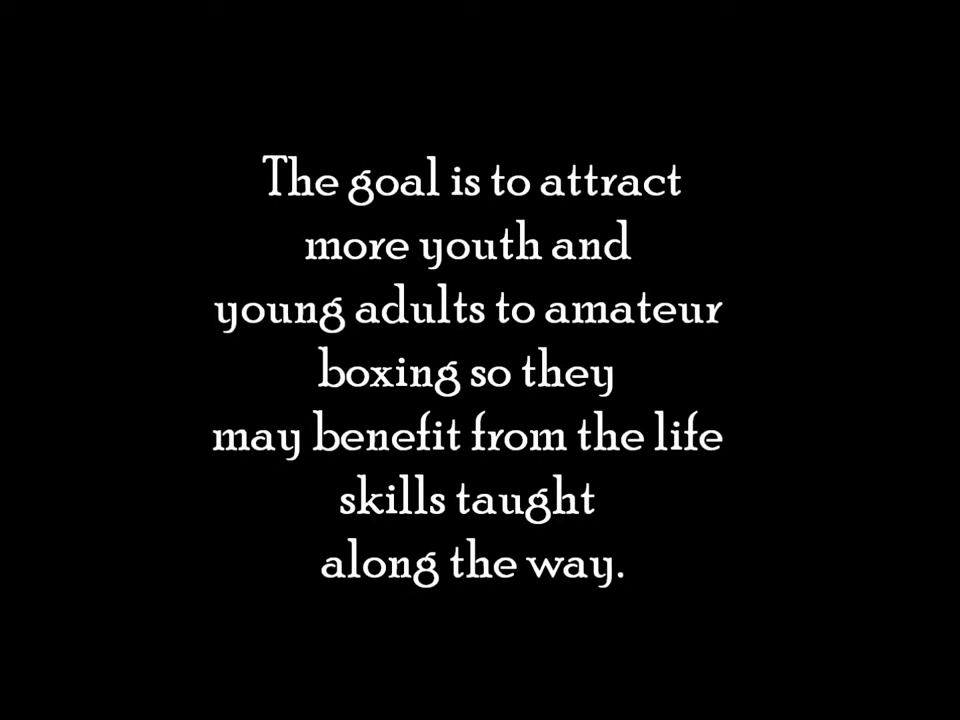 The goal is to attract
more youth and
young adults to amateur
boxing so they
may benefit from the life
skills taught
along the way.